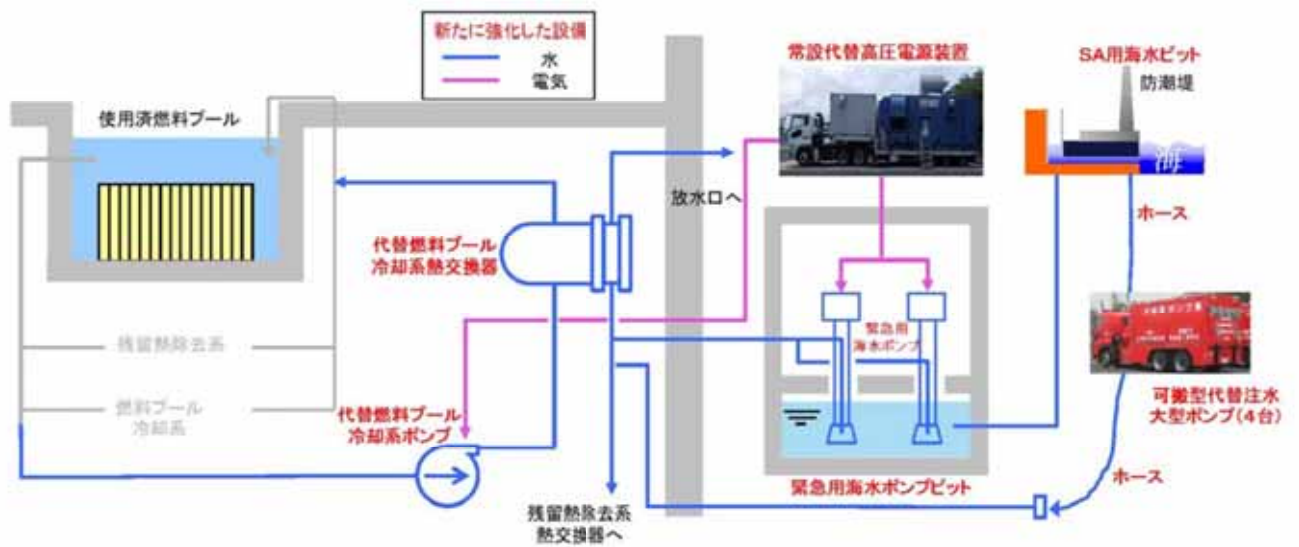 新たに強化した設備
水
電気
使用済燃料プール
常設代替高圧電源装置
SA用海水ピット
防潮堤
海
放水口へ
ホース
代替燃料プール
冷却系熱交換器
緊急用
海水ポンプ
残留熱除去系
燃料プール
冷却系
代替燃料プール
冷却系ポンプ
可搬型代替注水
大型ポンプ(4台)
ホース
緊急用海水ポンプピット
残留熱除去系
熱交換器へ